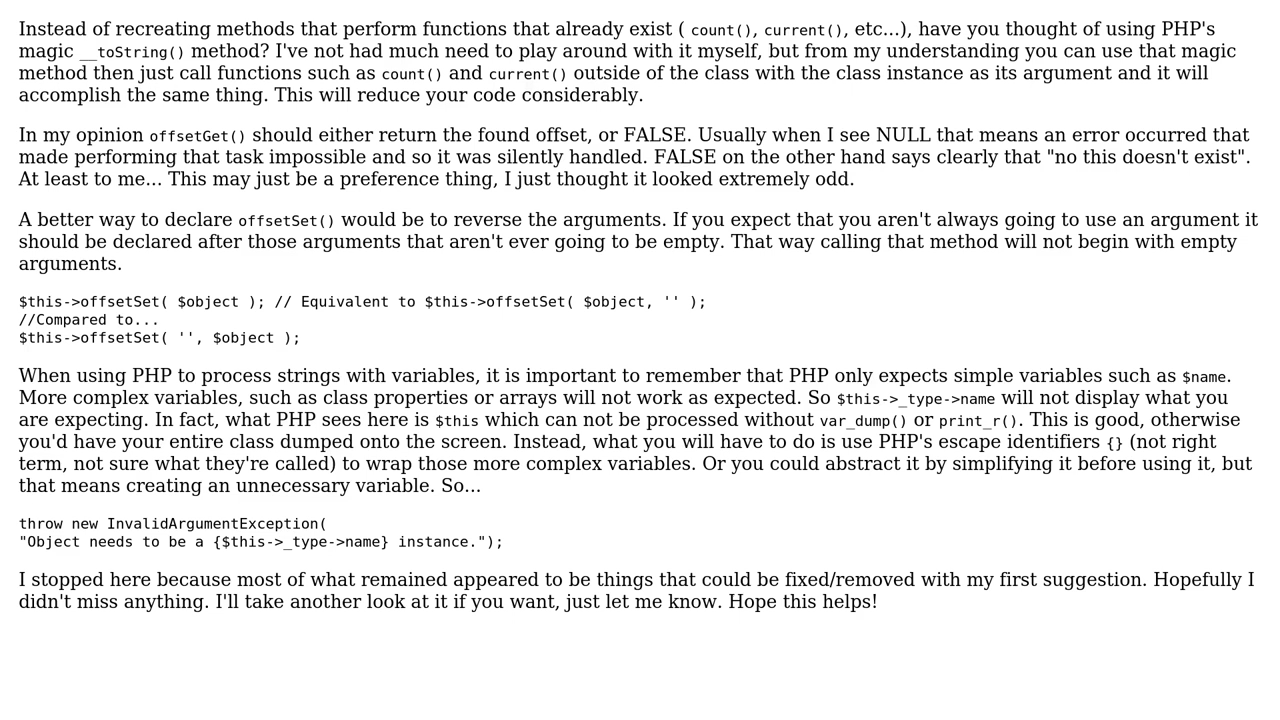 Instead of recreating methods that perform functions that already exist ( count(), current(), etc...), have you thought of using PHP's
magic __toString() method? I've not had much need to play around with it myself, but from my understanding you can use that magic
method then just call functions such as count() and current() outside of the class with the class instance as its argument and it will
accomplish the same thing. This will reduce your code considerably.
In my opinion offsetGet() should either return the found offset, or FALSE. Usually when I see NULL that means an error occurred that
made performing that task impossible and so it was silently handled. FALSE on the other hand says clearly that "no this doesn't exist".
At least to me... This may just be a preference thing, I just thought it looked extremely odd.
A better way to declare offsetSet() would be to reverse the arguments. If you expect that you aren't always going to use an argument it
should be declared after those arguments that aren't ever going to be empty. That way calling that method will not begin with empty
arguments.
$this->offsetSet( $object ); // Equivalent to $this->offsetSet( $object, '' );
//Compared to...
$this->offsetSet( '', $object );
When using PHP to process strings with variables, it is important to remember that PHP only expects simple variables such as $name.
More complex variables, such as class properties or arrays will not work as expected. So $this->_type->name will not display what you
are expecting. In fact, what PHP sees here is $this which can not be processed without var_dump() or print_r(). This is good, otherwise
you'd have your entire class dumped onto the screen. Instead, what you will have to do is use PHP's escape identifiers {} (not right
term, not sure what they're called) to wrap those more complex variables. Or you could abstract it by simplifying it before using it, but
that means creating an unnecessary variable. So...
throw new InvalidArgumentException(
"Object needs to be a {$this->_type->name} instance.");
I stopped here because most of what remained appeared to be things that could be fixed/removed with my first suggestion. Hopefully I
didn't miss anything. I'll take another look at it if you want, just let me know. Hope this helps!